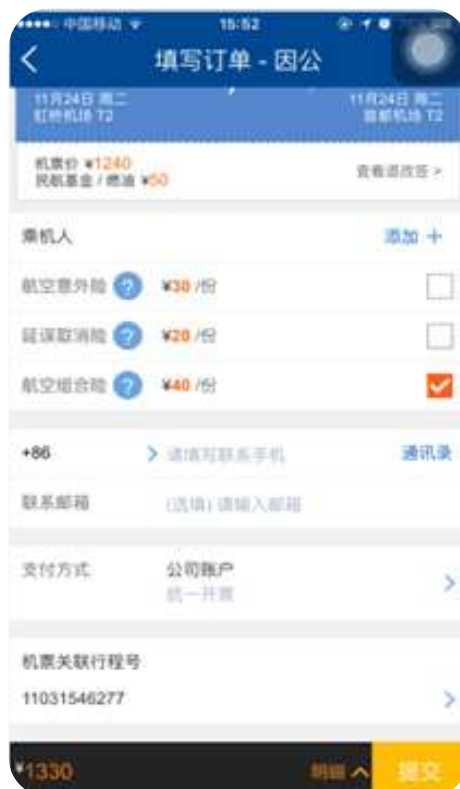 中国移动 15:52
填写订单 - 因公
11月24日 周二 11月24日 周二
虹桥机场 T2 首都机场 T2
机票价 ¥1240
民航基金 / 燃油 ¥50 查看退改签 >
乘机人 添加 +
航空意外险 ? ¥30 /份
延误取消险 ? ¥20 /份
航空组合险 ? ¥40 /份
+86 请填写联系手机 通讯录
联系邮箱 (选填) 请输入邮箱
支付方式 公司账户
统一开票
机票关联行程号
11031546277
¥1330 明细 提交